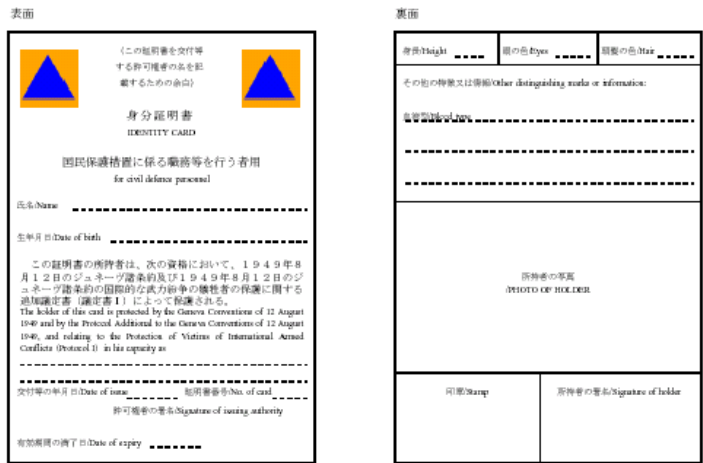 表面
(この証明書を交付等
する許可権者の名を記
載するための余白)
身分証明書
IDENTITY CARD
国民保護措置に係る職務等を行う者用
for civil defence personnel
氏名/Name
生年月日/Date of birth
この証明書の所持者は、次の資格において、1949年8
月12日のジュネーヴ諸条約及び1949年8月12日のジ
ュネーヴ諸条約の国際的な武力紛争の犠牲者の保護に関する
追加議定書(議定書Ⅰ)によって保護される。
The holder of this card is protected by the Geneva Conventions of 12 August
1949 and by the Protocol Additional to the Geneva Conventions of 12 August
1949, and relating to the Protection of Victims of International Armed
Conflicts (Protocol I) in his capacity as
交付等の年月日/Date of issue 証明書番号/No. of card
許可権者の署名/Signature of issuing authority
有効期間の満了日/Date of expiry
裏面
身長/Height 眼の色/Eyes 頭髪の色/Hair
その他の特徴又は情報/Other distinguishing marks or information:
血液型/Blood type
所持者の写真
/PHOTO OF HOLDER
印章/Stamp 所持者の署名/Signature of holder